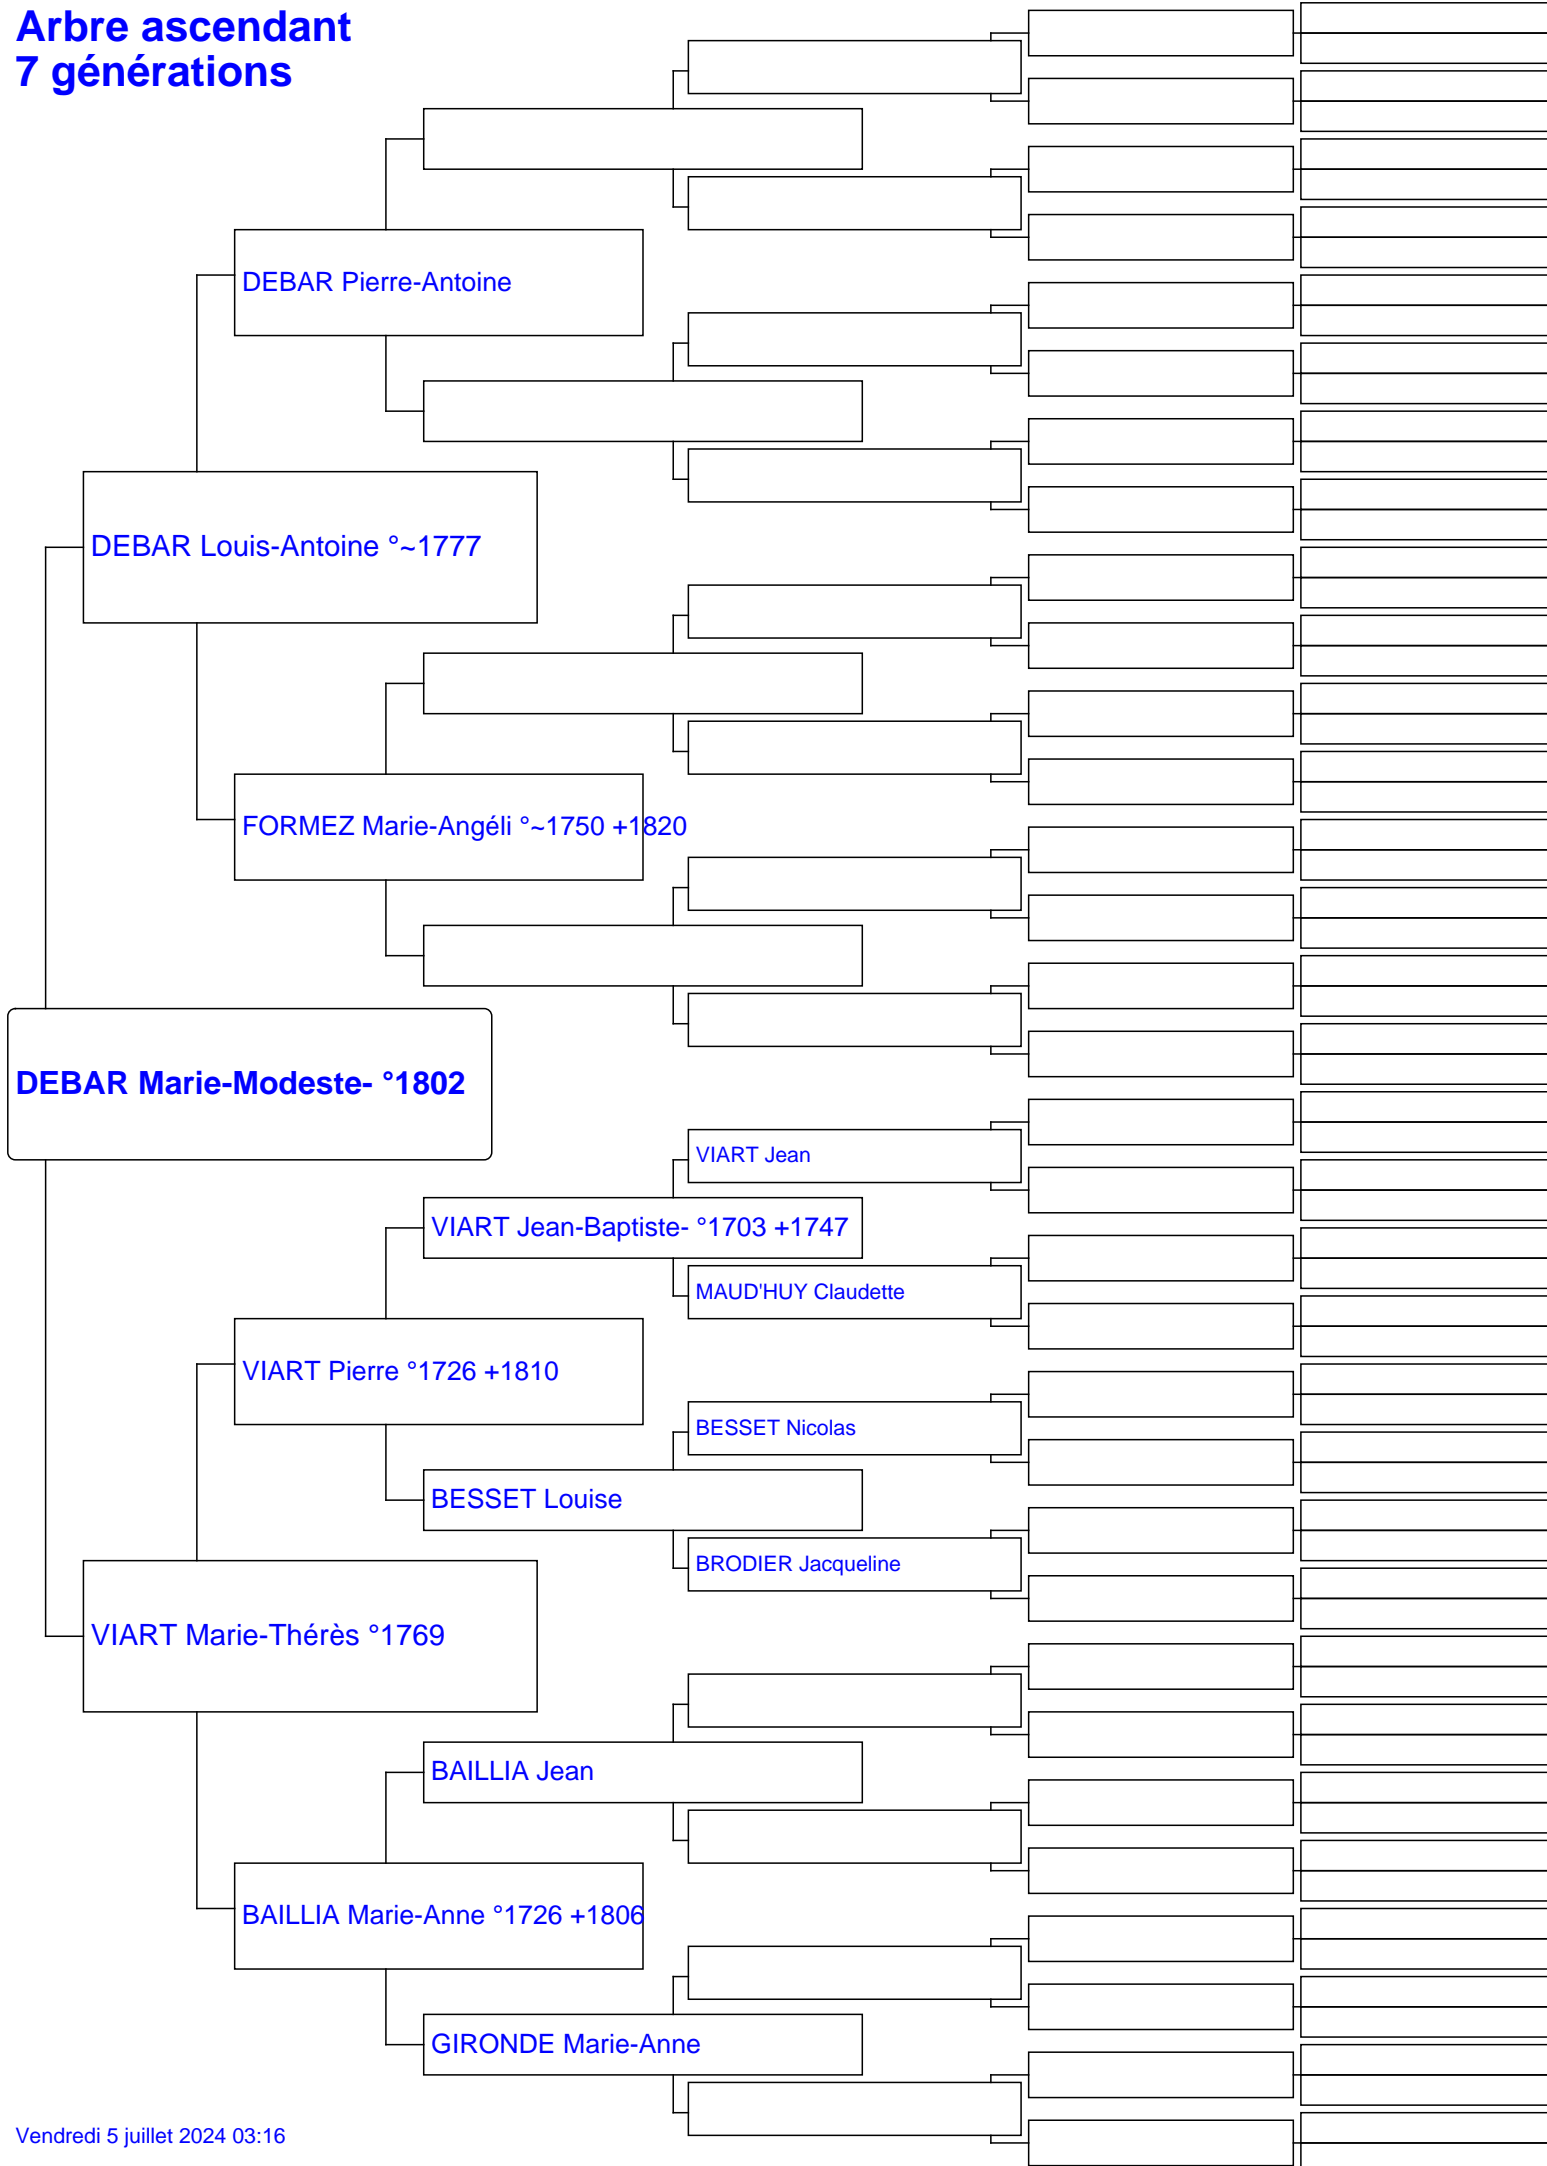 Arbre ascendant
7 générations
DEBAR Pierre-Antoine
DEBAR Louis-Antoine °~1777
FORMEZ Marie-Angéli °~1750 +1820
DEBAR Marie-Modeste- °1802
VIART Jean
VIART Jean-Baptiste- °1703 +1747
MAUD'HUY Claudette
VIART Pierre °1726 +1810
BESSET Nicolas
BESSET Louise
BRODIER Jacqueline
VIART Marie-Thérès °1769
BAILLIA Jean
BAILLIA Marie-Anne °1726 +1806
GIRONDE Marie-Anne
Vendredi 5 juillet 2024 03:16